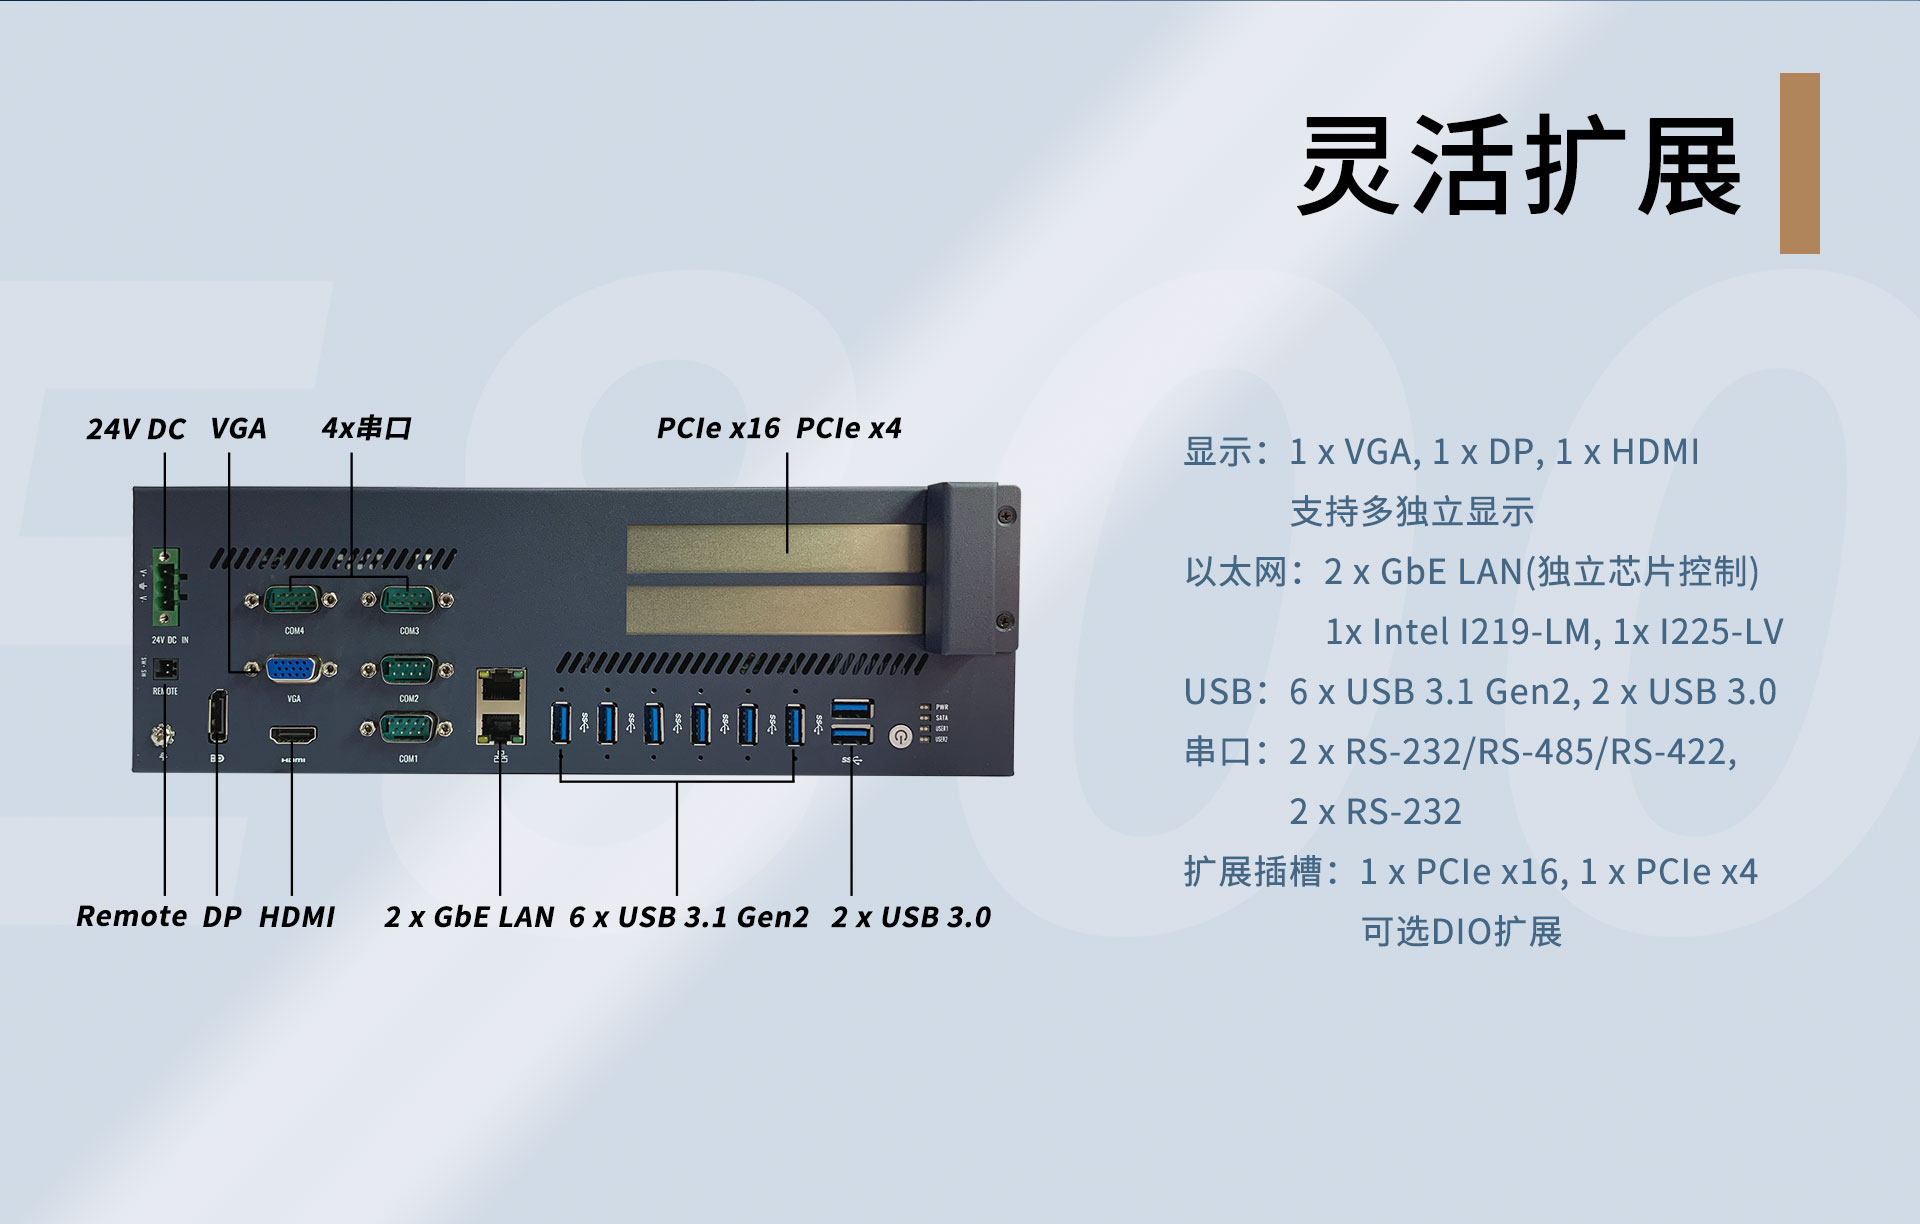 灵活扩展
E800
24V DC VGA 4x串口 PCIe x16 PCIe x4
显示：1 x VGA, 1 x DP, 1 x HDMI
支持多独立显示
以太网：2 x GbE LAN(独立芯片控制)
1x Intel I219-LM, 1x I225-LV
USB：6 x USB 3.1 Gen2, 2 x USB 3.0
串口：2 x RS-232/RS-485/RS-422,
2 x RS-232
扩展插槽：1 x PCIe x16, 1 x PCIe x4
可选DIO扩展
V+
V-
24V DC IN
COM4
COM3
REMOTE
VGA
COM2
HDMI
COM1
PWR
SATA
USER1
USER2
Remote DP HDMI 2 x GbE LAN 6 x USB 3.1 Gen2 2 x USB 3.0